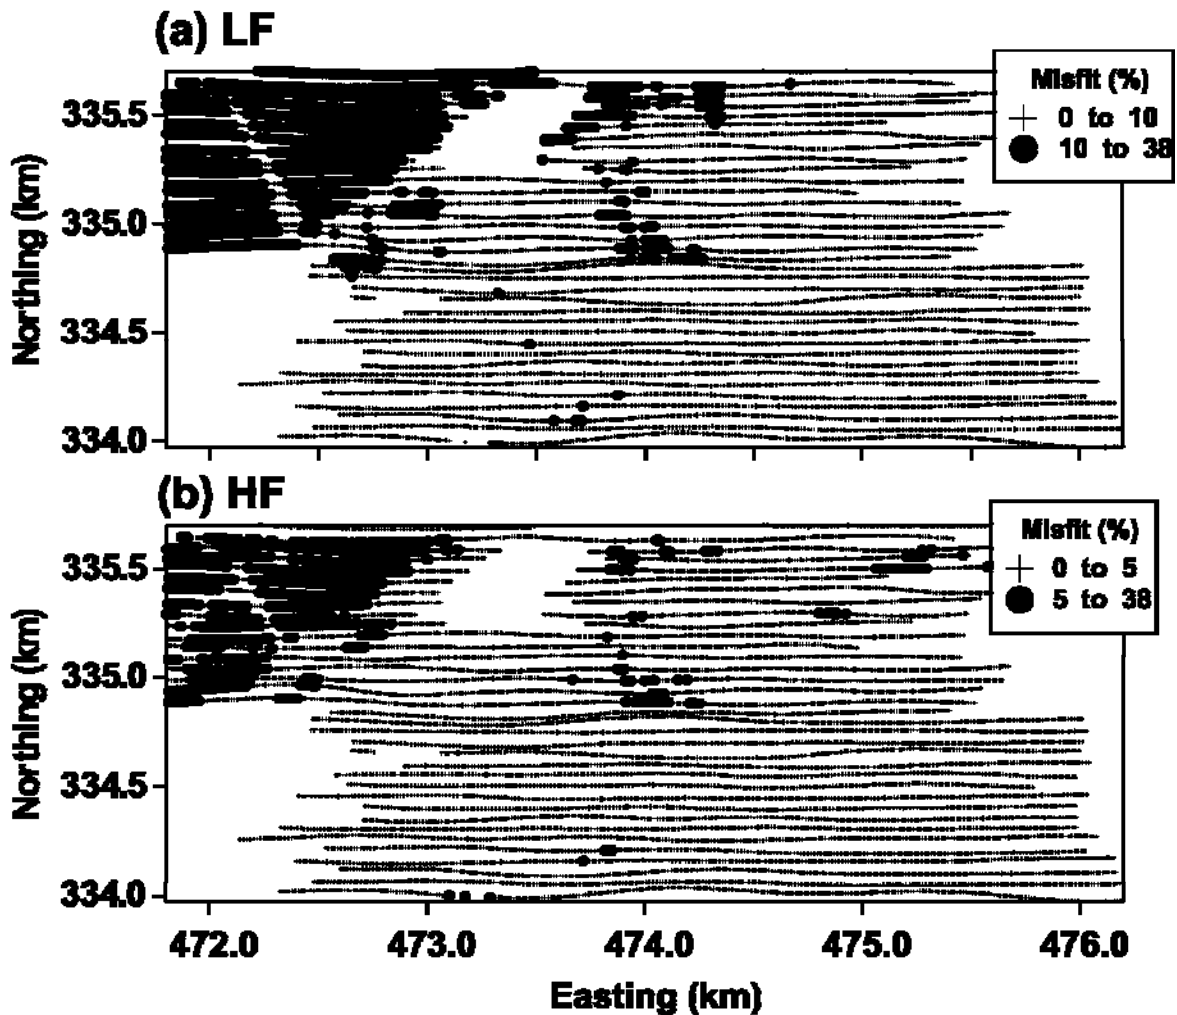 (a) LF
Misfit (%)
0 to 10
10 to 38
335.5
335.0
334.5
334.0
Northing (km)
(b) HF
Misfit (%)
0 to 5
5 to 38
335.5
335.0
334.5
334.0
Northing (km)
472.0 473.0 474.0 475.0 476.0
Easting (km)